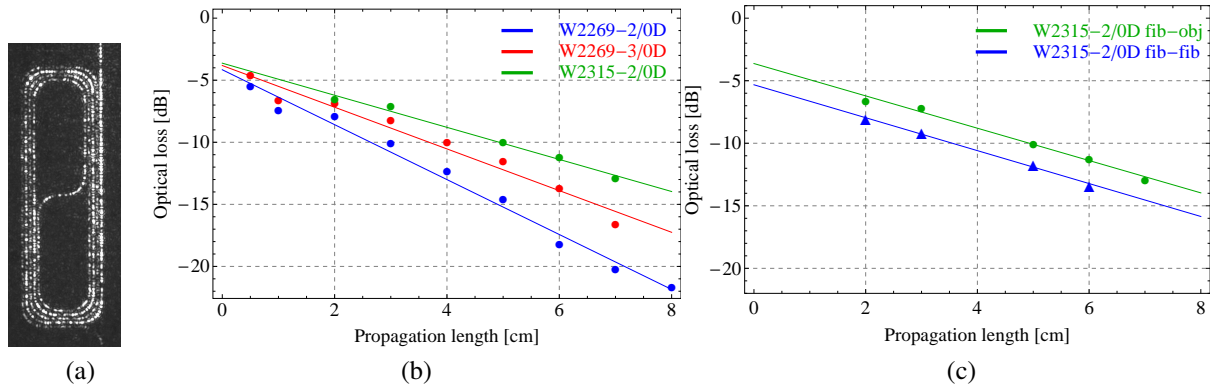 W2269−2/0D
W2269−3/0D
W2315−2/0D
0
−5
−10
−15
−20
Optical loss [dB]
0
2
4
6
8
Propagation length [cm]
W2315−2/0D fib−obj
W2315−2/0D fib−fib
0
−5
−10
−15
−20
Optical loss [dB]
0
2
4
6
8
Propagation length [cm]
(a)
(b)
(c)